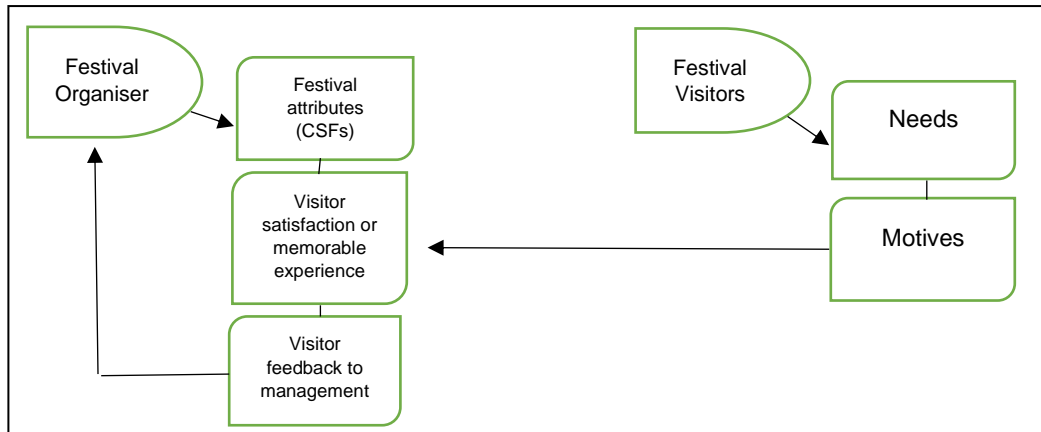 Festival
Organiser
Festival
attributes
(CSFs)
Visitor
satisfaction or
memorable
experience
Visitor
feedback to
management
Festival
Visitors
Needs
Motives